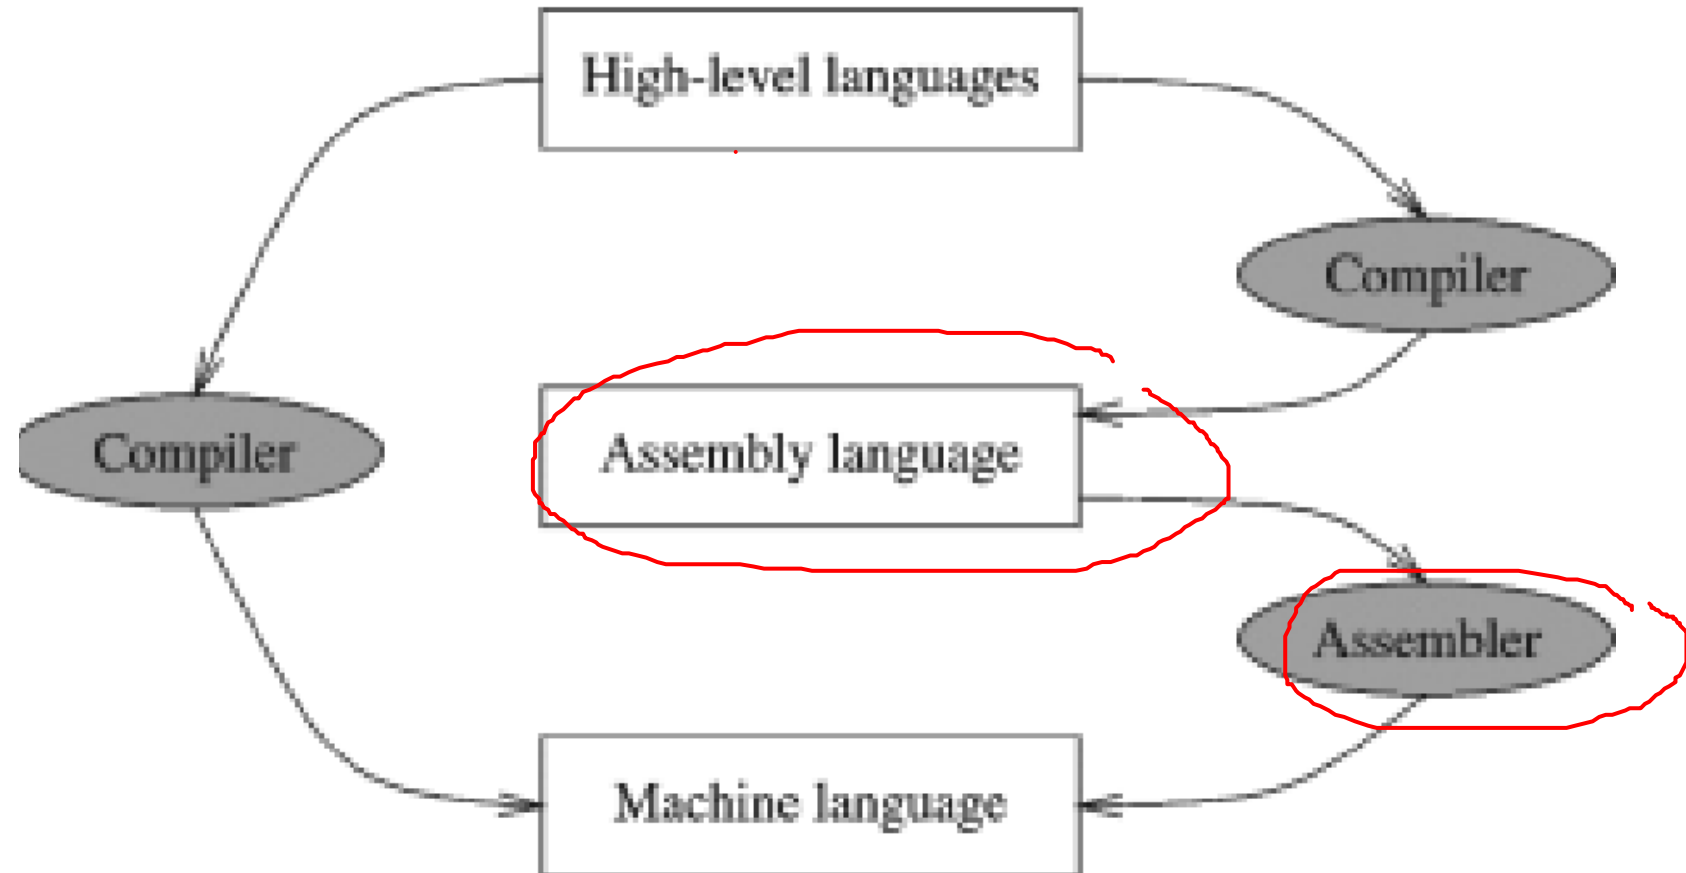 High-level languages
Compiler
Compiler
Assembly language
Assembler
Machine language